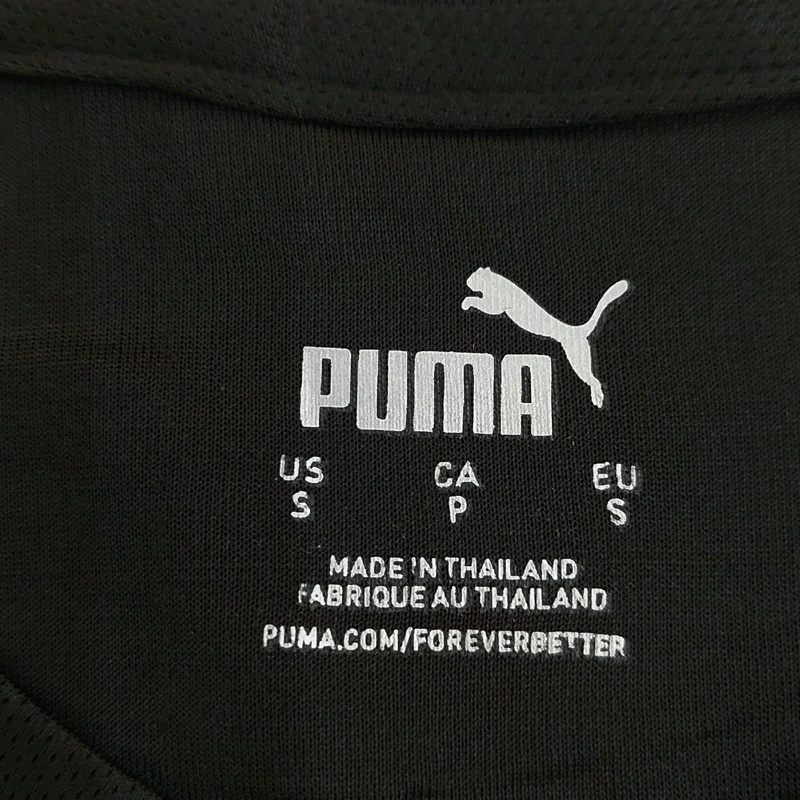 PUMA
US CA EU
S P S
MADE IN THAILAND
FABRIQUE AU THAILAND
PUMA.COM/FOREVERBETTER